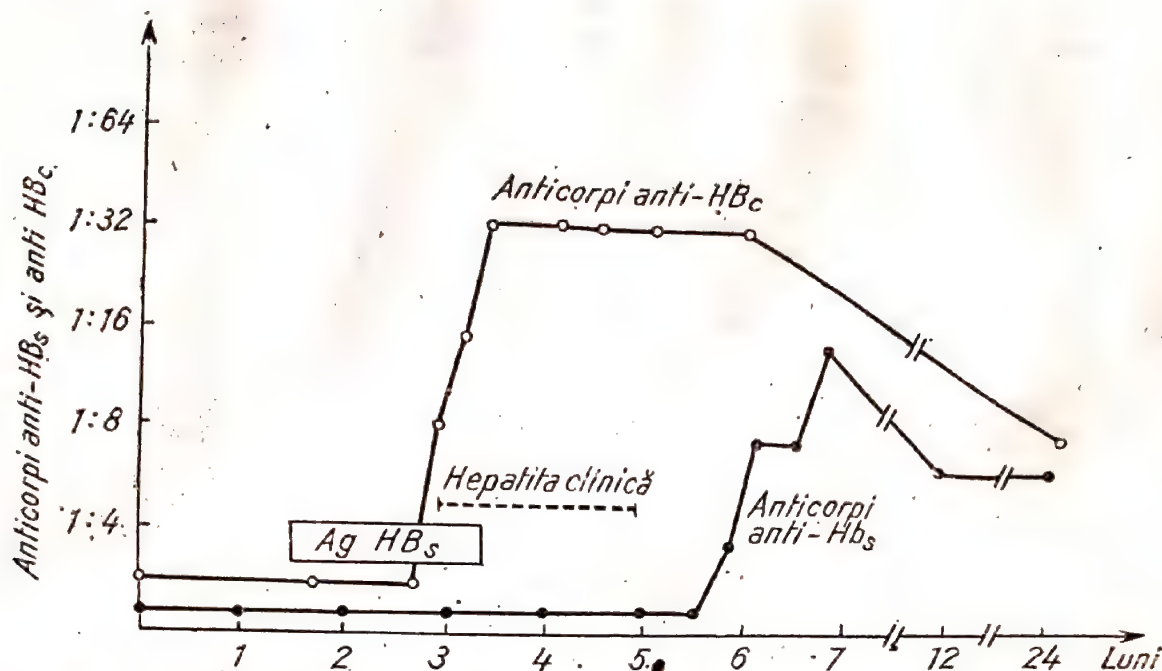 Anticorpi anti-HBs și anti HBc
1:64
1:32
1:16
1:8
1:4
Anticorpi anti-HBc
Hepatita clinică
Ag HBs
Anticorpi
anti-Hbs
1 2 3 4 5 6 7 12 24 Luni